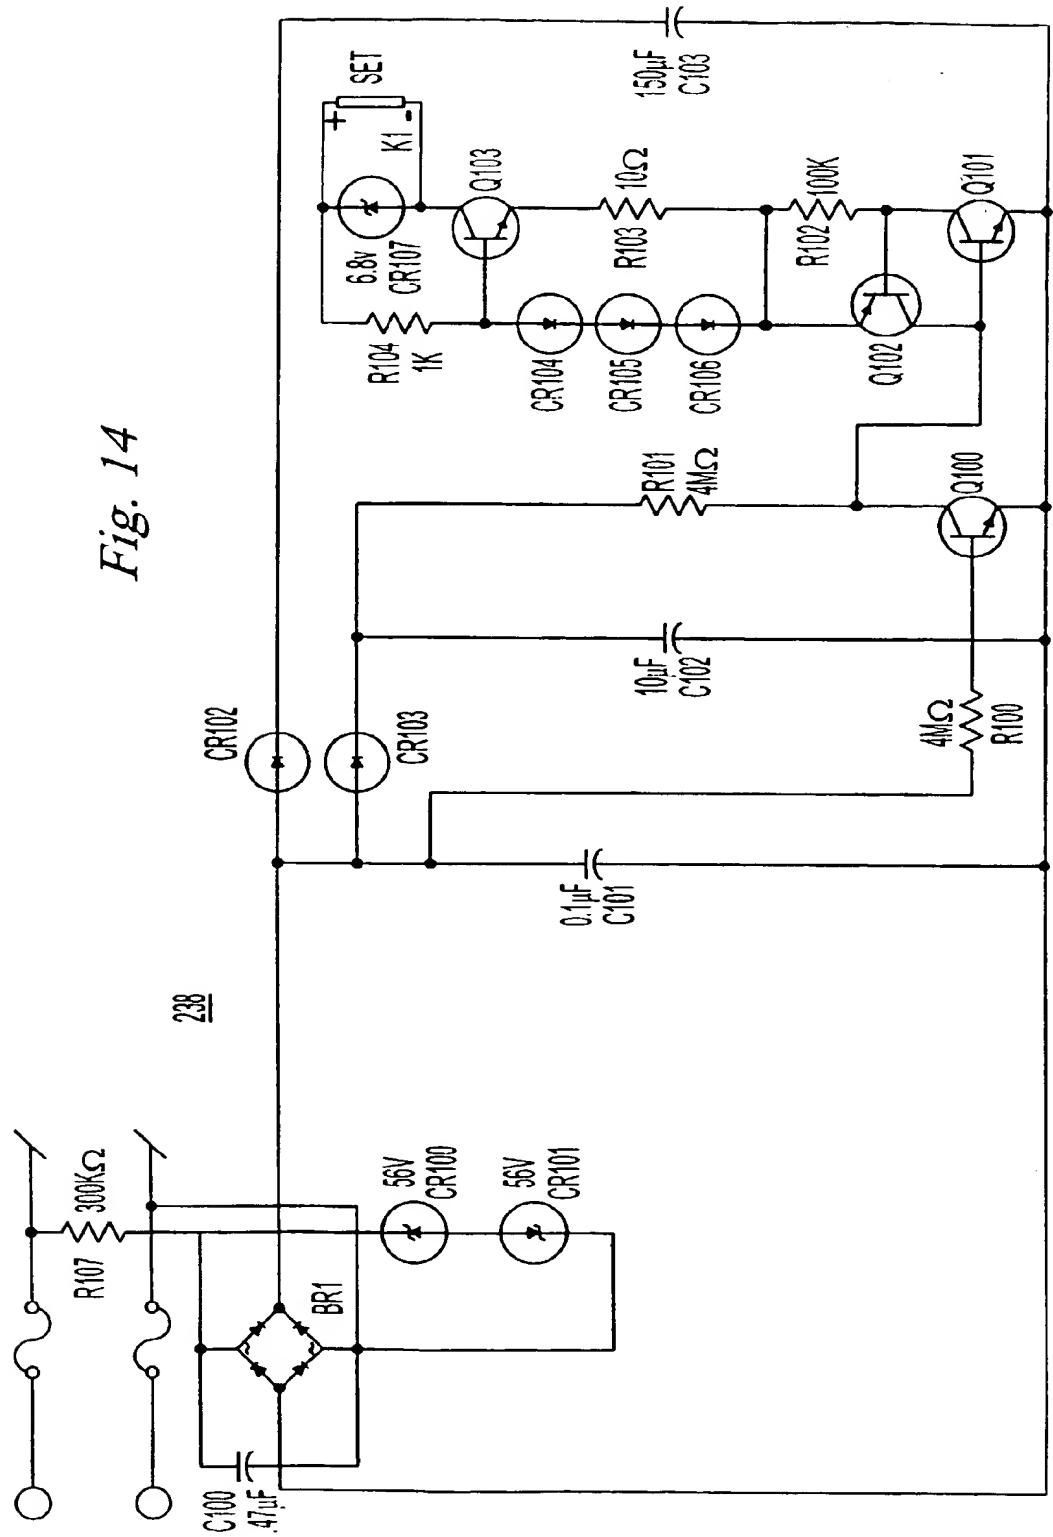 Fig. 14
238
R107
300KΩ
C100
.47µF
BR1
56V
CR100
56V
CR101
CR102
CR103
0.1µF
C101
10µF
C102
4MΩ
R100
R101
4MΩ
Q100
R104
1K
6.8v
CR107
+
-
K1
SET
Q103
CR104
CR105
CR106
R103
10Ω
R102
100K
Q102
Q101
150µF
C103